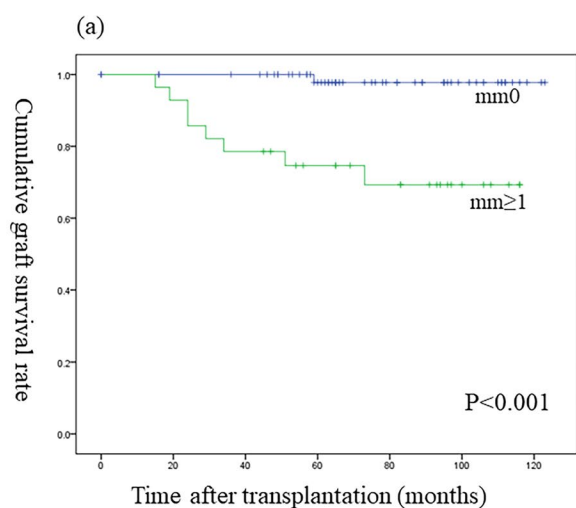 (a)
Cumulative graft survival rate
1.0
0.8
0.6
0.4
0.2
0.0
mm0
mm≥1
P<0.001
0 20 40 60 80 100 120
Time after transplantation (months)